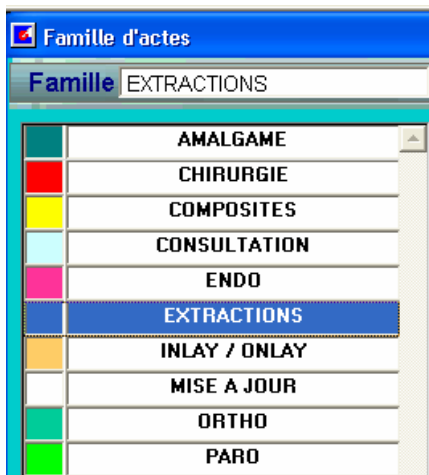 Famille d'actes
Famille EXTRACTIONS
AMALGAME
CHIRURGIE
COMPOSITES
CONSULTATION
ENDO
EXTRACTIONS
INLAY / ONLAY
MISE A JOUR
ORTHO
PARO